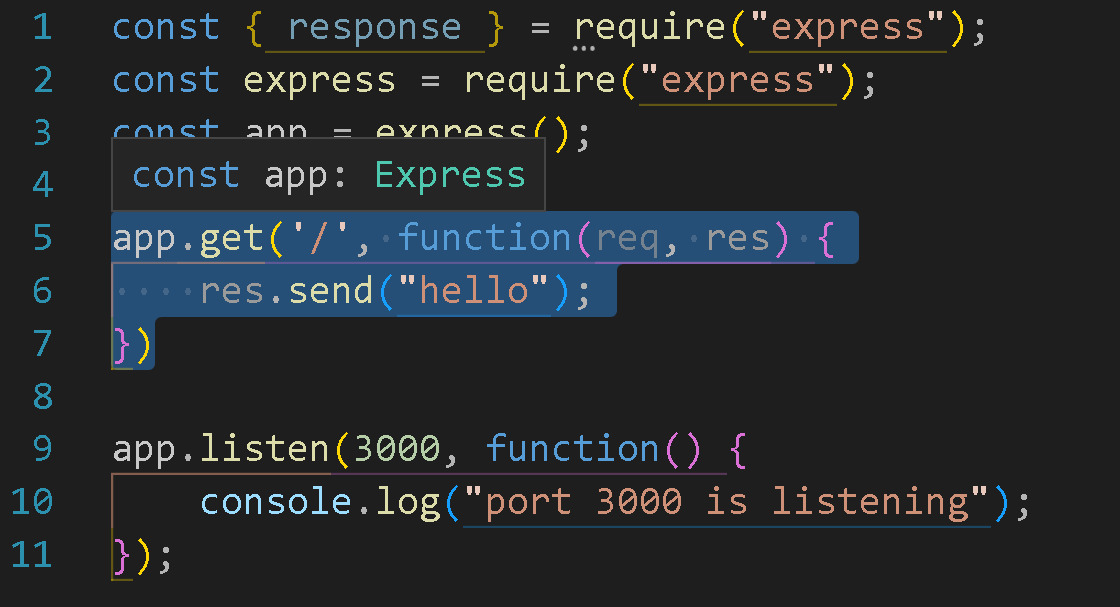 1 const { response } = require("express");
2 const express = require("express");
3 const app = express();
4
const app: Express
5 app.get('/', function(req, res) {
6     res.send("hello");
7 })
8
9 app.listen(3000, function() {
10     console.log("port 3000 is listening");
11 });